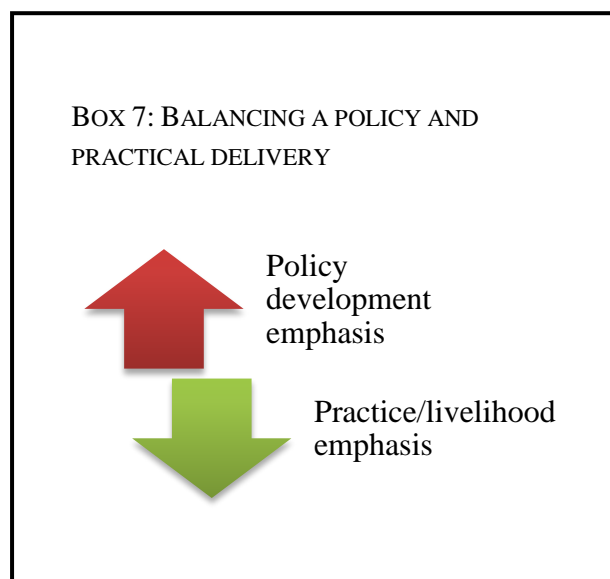 BOX 7: BALANCING A POLICY AND
PRACTICAL DELIVERY
Policy
development
emphasis
Practice/livelihood
emphasis